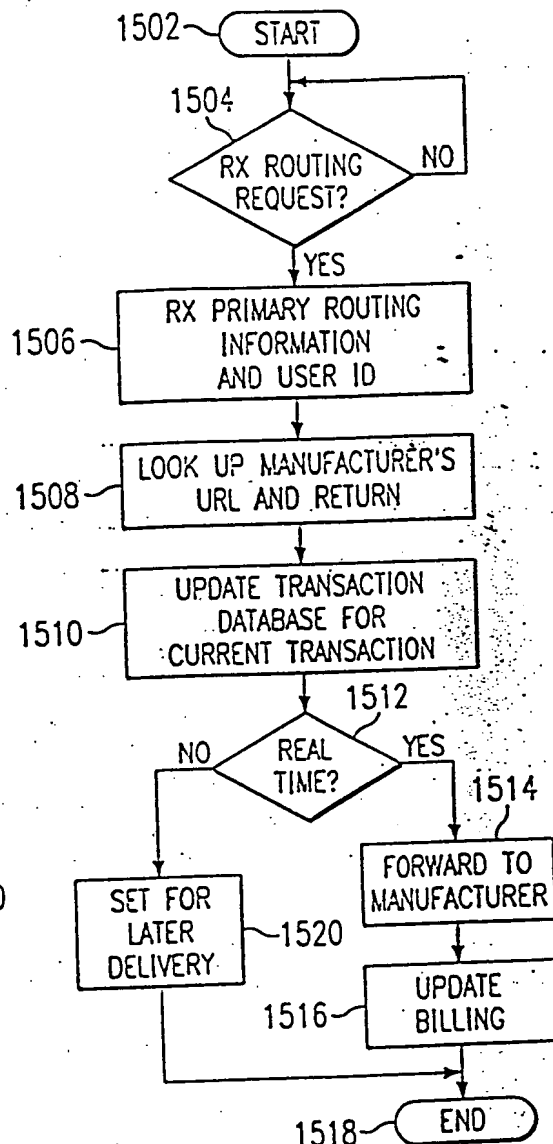 1502
START
1504
RX ROUTING
REQUEST?
NO
YES
1506
RX PRIMARY ROUTING
INFORMATION
AND USER ID
1508
LOOK UP MANUFACTURER'S
URL AND RETURN
1510
UPDATE TRANSACTION
DATABASE FOR
CURRENT TRANSACTION
1512
NO
REAL
TIME?
YES
1514
FORWARD TO
MANUFACTURER
SET FOR
LATER
DELIVERY
1520
1516
UPDATE
BILLING
1518
END